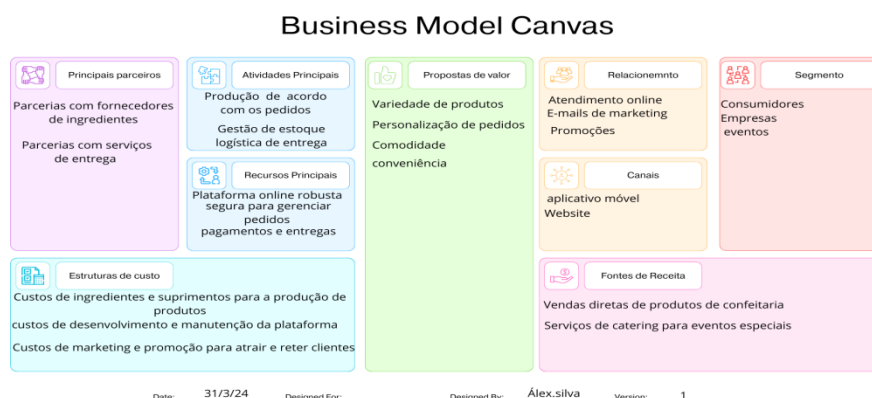 Business Model Canvas
Principais parceiros
Parcerias com fornecedores
de ingredientes
Parcerias com serviços
de entrega
Atividades Principais
Produção de acordo
com os pedidos
Gestão de estoque
logística de entrega
Recursos Principais
Plataforma online robusta
segura para gerenciar
pedidos
pagamentos e entregas
Propostas de valor
Variedade de produtos
Personalização de pedidos
Comodidade
conveniência
Relacionemnto
Atendimento online
E-mails de marketing
Promoções
Canais
aplicativo móvel
Website
Segmento
Consumidores
Empresas
eventos
Estruturas de custo
Custos de ingredientes e suprimentos para a produção de
produtos
custos de desenvolvimento e manutenção da plataforma
Custos de marketing e promoção para atrair e reter clientes
Fontes de Receita
Vendas diretas de produtos de confeitaria
Serviços de catering para eventos especiais
Date: 31/3/24 Designed For: Designed By: Álex.silva Version: 1